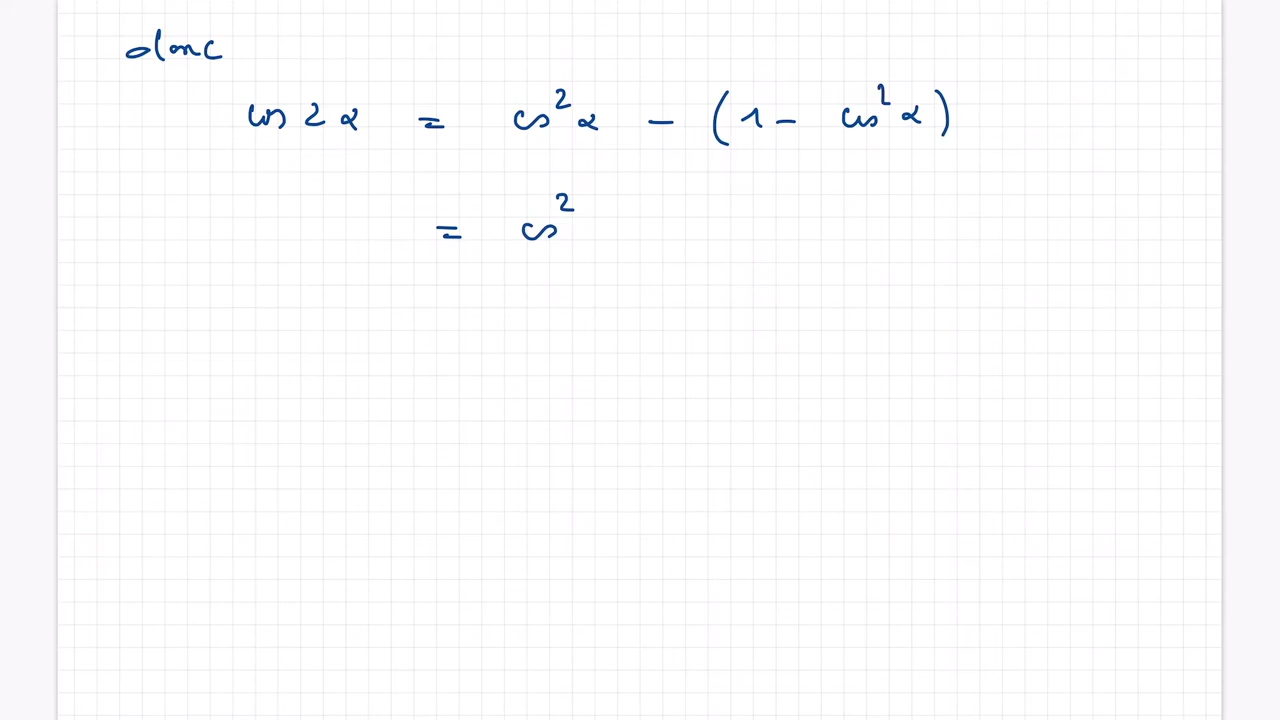 donc
cos 2α = cos²α − (1 − cos²α)
= cos²